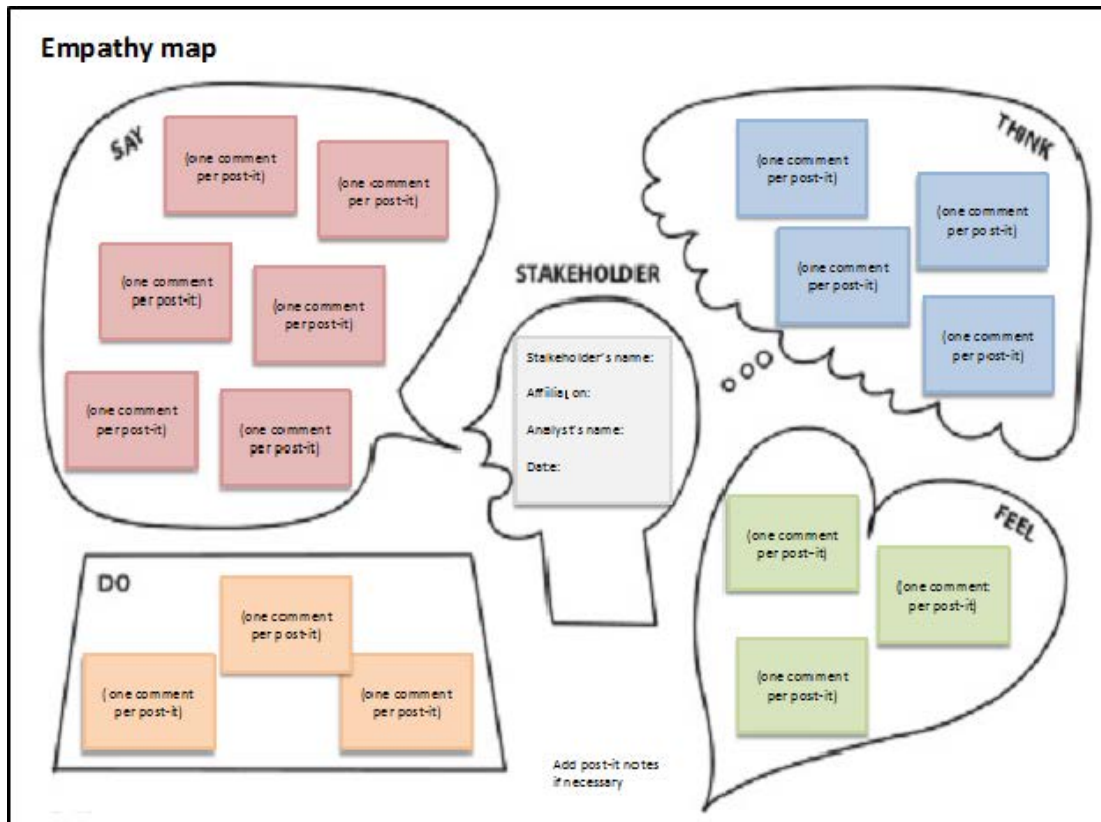 Empathy map
SAY
(one comment
per post-it)
(one comment
per post-it)
(one comment
per post-it)
(one comment
per post-it)
(one comment
per post-it)
(one comment
per post-it)
THINK
(one comment
per post-it)
(one comment
per post-it)
(one comment
per post-it)
(one comment
per post-it)
STAKEHOLDER
Stakeholder's name:
Affiliation:
Analyst's name:
Date:
DO
(one comment
per post-it)
(one comment
per post-it)
(one comment
per post-it)
FEEL
(one comment
per post-it)
(one comment
per post-it)
(one comment
per post-it)
Add post-it notes
if necessary